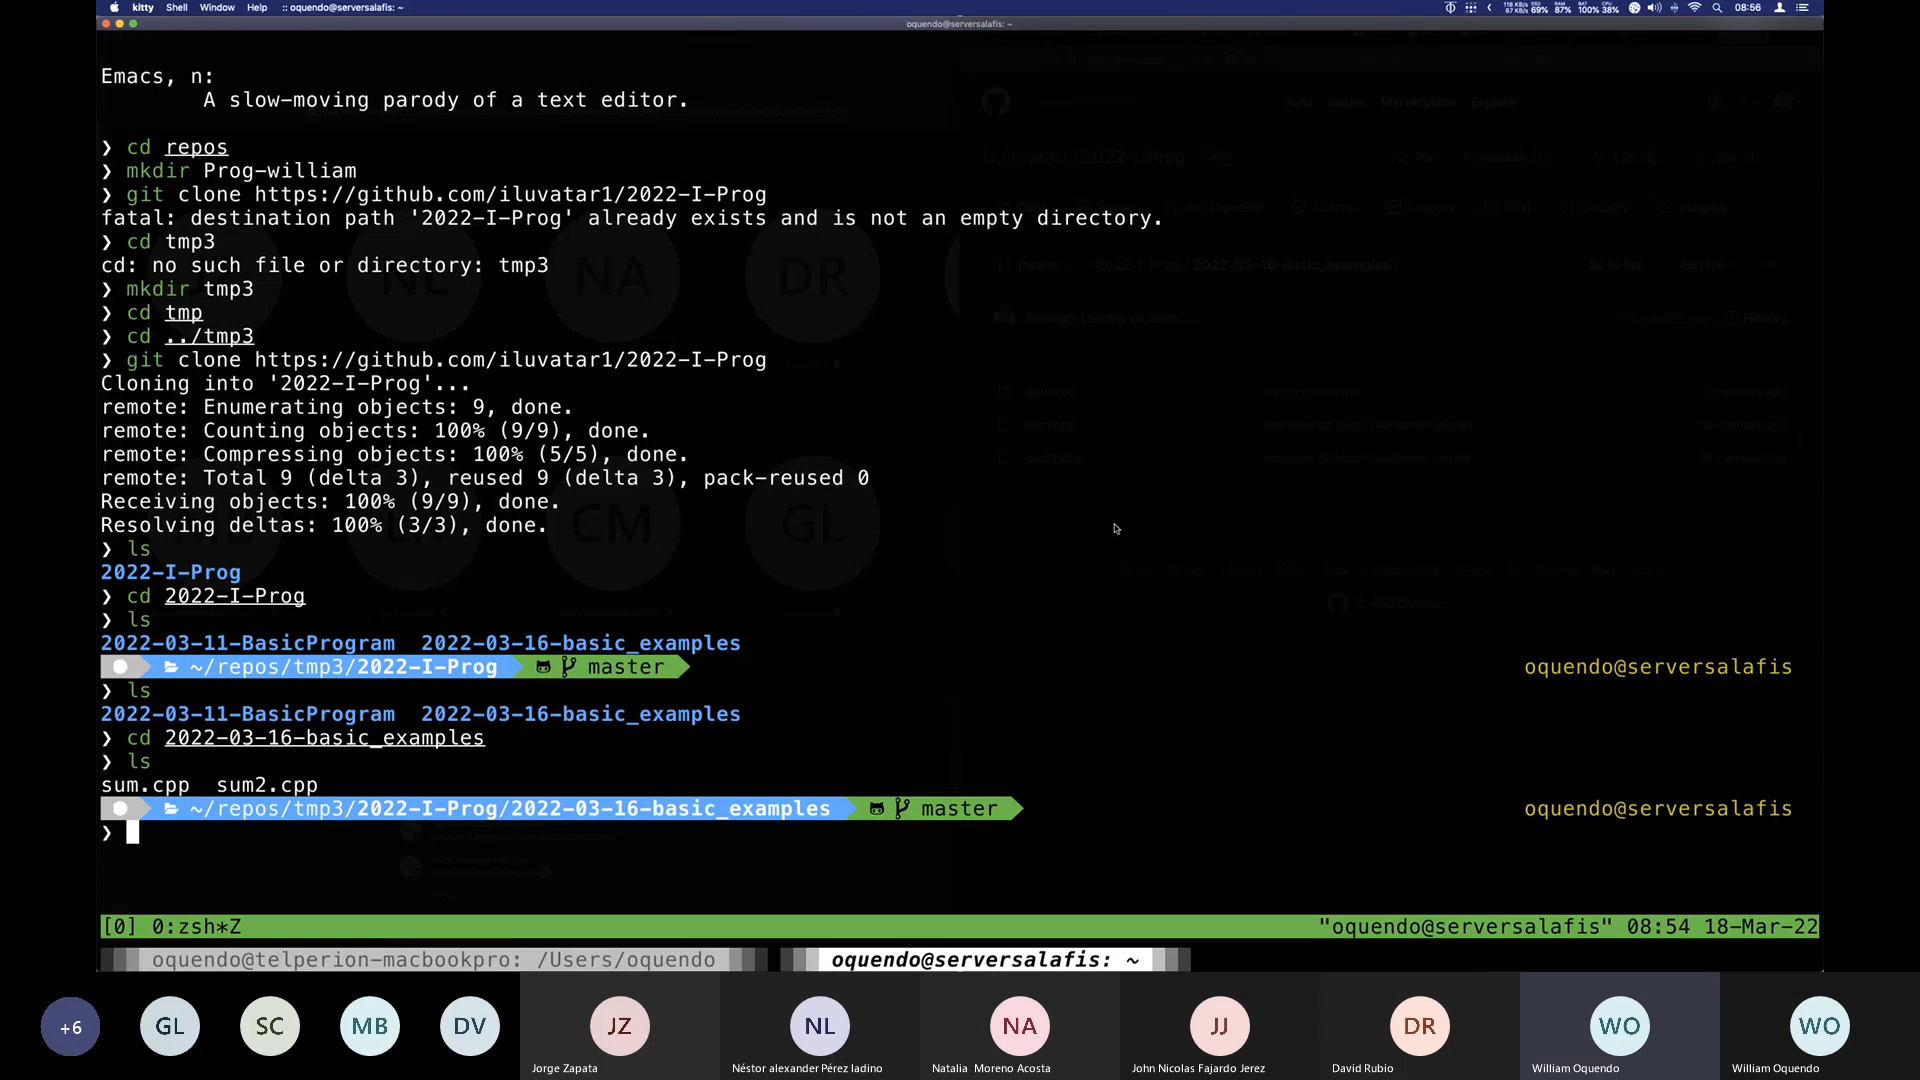 kitty Shell Window Help :: oquendo@serversalafis: ~
69% 87% 100% 38% 08:56
oquendo@serversalafis: ~
Emacs, n:
A slow-moving parody of a text editor.
❯ cd repos
❯ mkdir Prog-william
❯ git clone https://github.com/iluvatar1/2022-I-Prog
fatal: destination path '2022-I-Prog' already exists and is not an empty directory.
❯ cd tmp3
cd: no such file or directory: tmp3
❯ mkdir tmp3
❯ cd tmp
❯ cd ../tmp3
❯ git clone https://github.com/iluvatar1/2022-I-Prog
Cloning into '2022-I-Prog'...
remote: Enumerating objects: 9, done.
remote: Counting objects: 100% (9/9), done.
remote: Compressing objects: 100% (5/5), done.
remote: Total 9 (delta 3), reused 9 (delta 3), pack-reused 0
Receiving objects: 100% (9/9), done.
Resolving deltas: 100% (3/3), done.
❯ ls
2022-I-Prog
❯ cd 2022-I-Prog
❯ ls
2022-03-11-BasicProgram 2022-03-16-basic_examples
~/repos/tmp3/2022-I-Prog master oquendo@serversalafis
❯ ls
2022-03-11-BasicProgram 2022-03-16-basic_examples
❯ cd 2022-03-16-basic_examples
❯ ls
sum.cpp sum2.cpp
~/repos/tmp3/2022-I-Prog/2022-03-16-basic_examples master oquendo@serversalafis
❯
[0] 0:zsh*Z "oquendo@serversalafis" 08:54 18-Mar-22
oquendo@telperion-macbookpro: /Users/oquendo oquendo@serversalafis: ~
+6 GL SC MB DV JZ NL NA JJ DR WO WO
Jorge Zapata Néstor alexander Pérez ladino Natalia Moreno Acosta John Nicolas Fajardo Jerez David Rubio William Oquendo William Oquendo